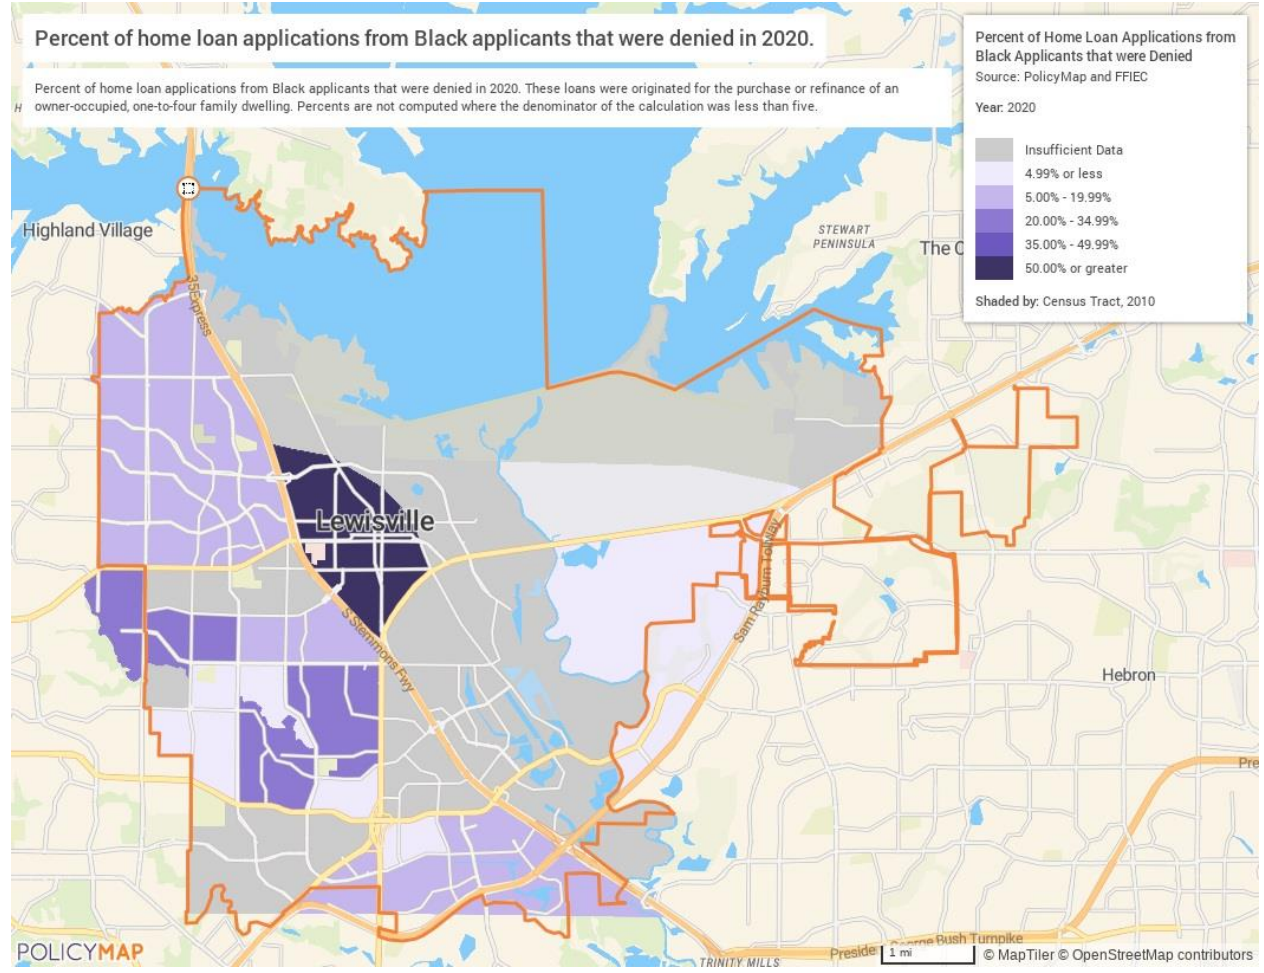 Percent of home loan applications from Black applicants that were denied in 2020.
Percent of home loan applications from Black applicants that were denied in 2020. These loans were originated for the purchase or refinance of an
owner-occupied, one-to-four family dwelling. Percents are not computed where the denominator of the calculation was less than five.
Percent of Home Loan Applications from
Black Applicants that were Denied
Source: PolicyMap and FFIEC
Year: 2020
Insufficient Data
4.99% or less
5.00% - 19.99%
20.00% - 34.99%
35.00% - 49.99%
50.00% or greater
Shaded by: Census Tract, 2010
H
Highland Village
STEWART
PENINSULA
The C
35Express
Lewisville
Sam Rayburn Tollway
S Stemmons Fwy
Hebron
Pre
Preside
George Bush Turnpike
TRINITY MILLS
POLICYMAP
1 mi
© MapTiler © OpenStreetMap contributors